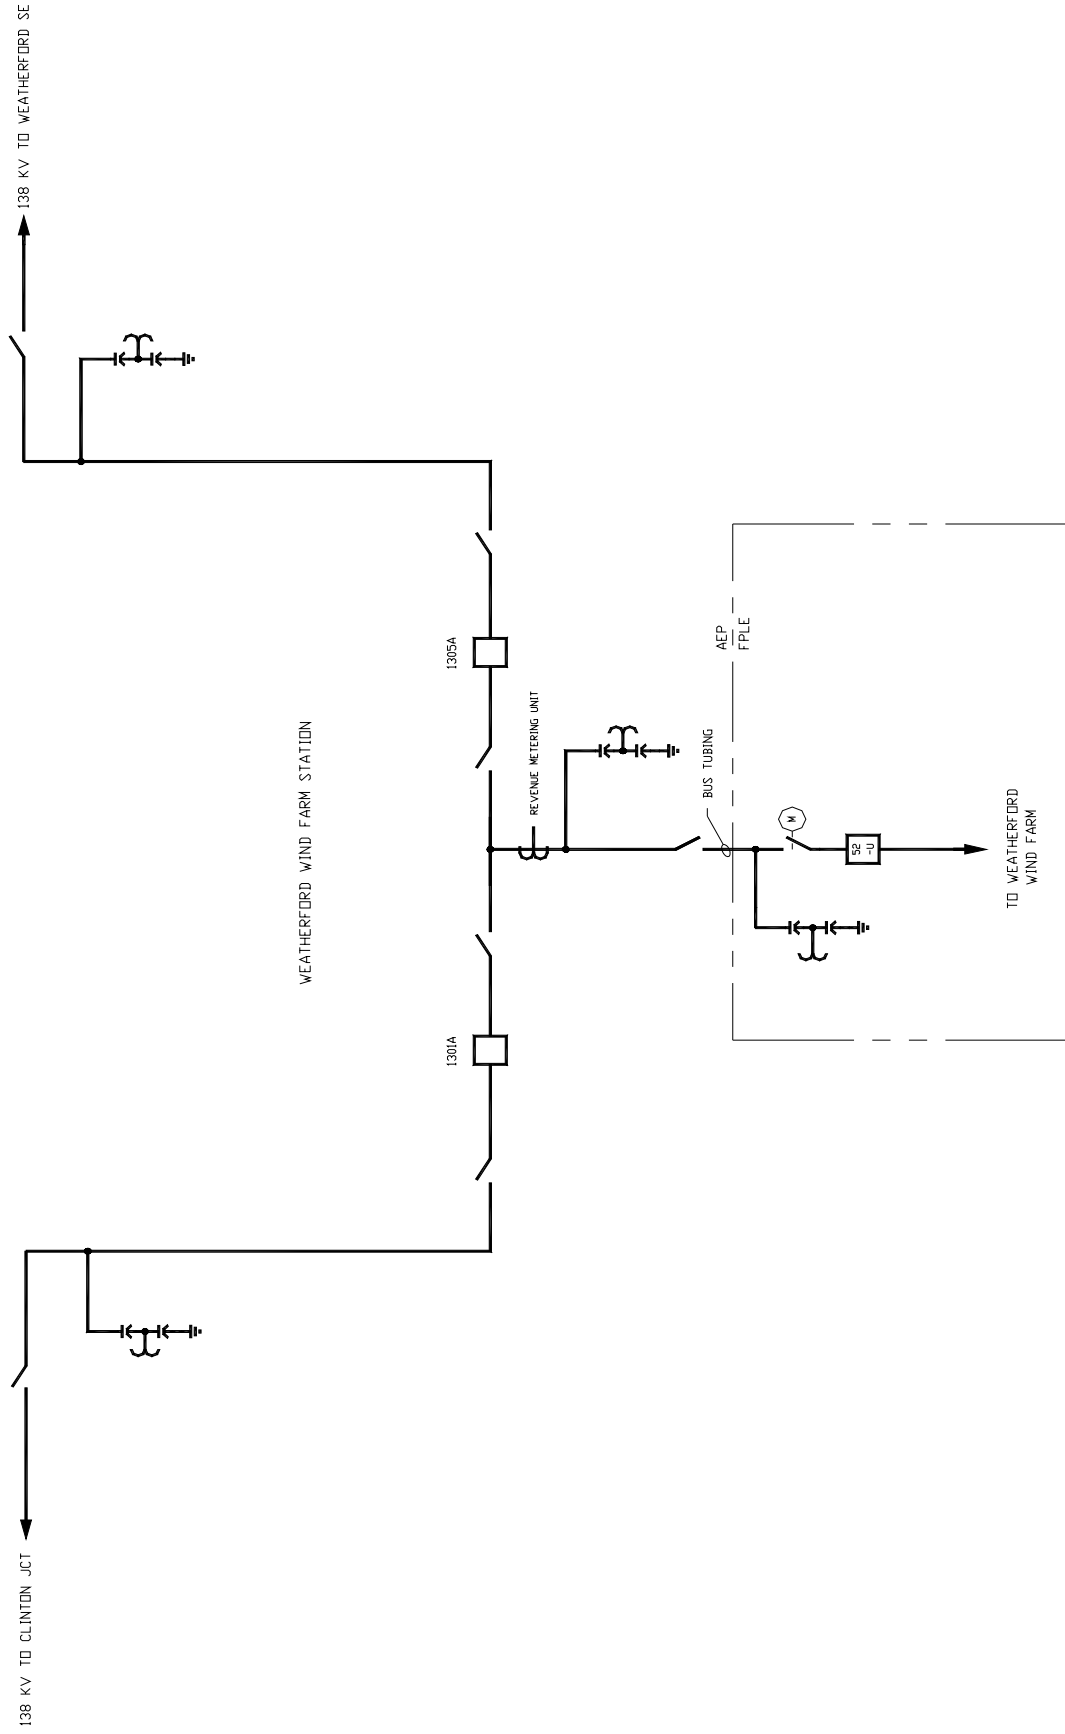 138 KV TO CLINTON JCT
138 KV TO WEATHERFORD SE
WEATHERFORD WIND FARM STATION
1301A
1305A
REVENUE METERING UNIT
BUS TUBING
AEP
FPLE
M
52
-U
TO WEATHERFORD
WIND FARM